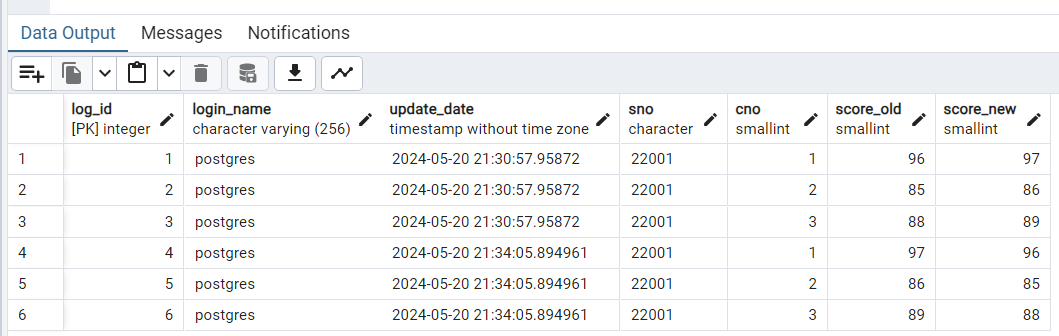 Data Output Messages Notifications
log_id login_name update_date sno cno score_old score_new
[PK] integer character varying (256) timestamp without time zone character smallint smallint smallint
1 1 postgres 2024-05-20 21:30:57.95872 22001 1 96 97
2 2 postgres 2024-05-20 21:30:57.95872 22001 2 85 86
3 3 postgres 2024-05-20 21:30:57.95872 22001 3 88 89
4 4 postgres 2024-05-20 21:34:05.894961 22001 1 97 96
5 5 postgres 2024-05-20 21:34:05.894961 22001 2 86 85
6 6 postgres 2024-05-20 21:34:05.894961 22001 3 89 88